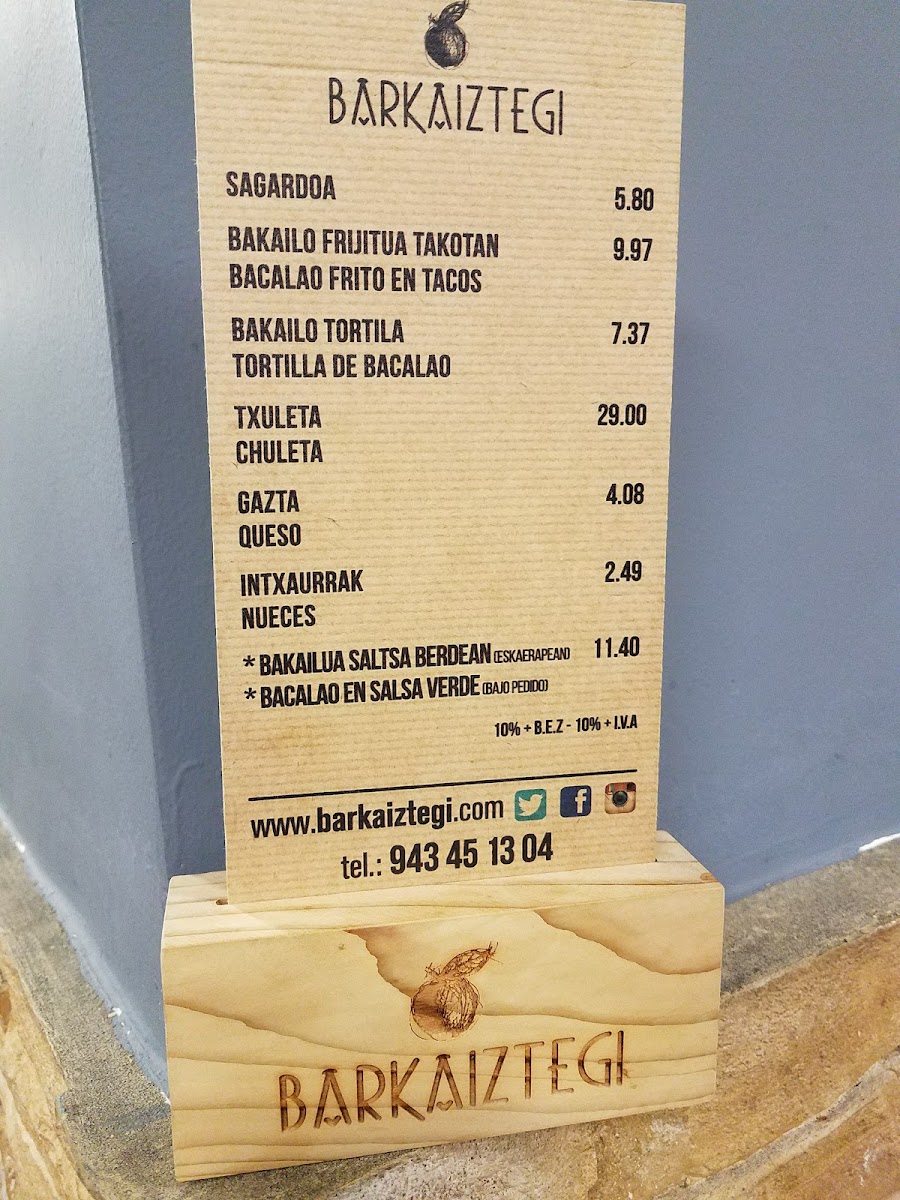 BARKAIZTEGI
SAGARDOA 5.80
BAKAILO FRIJITUA TAKOTAN 9.97
BACALAO FRITO EN TACOS
BAKAILO TORTILA 7.37
TORTILLA DE BACALAO
TXULETA 29.00
CHULETA
GAZTA 4.08
QUESO
INTXAURRAK 2.49
NUECES
* BAKAILUA SALTSA BERDEAN (ESKAERAPEAN) 11.40
* BACALAO EN SALSA VERDE (BAJO PEDIDO)
10% + B.E.Z - 10% + I.V.A
www.barkaiztegi.com
tel.: 943 45 13 04
BARKAIZTEGI